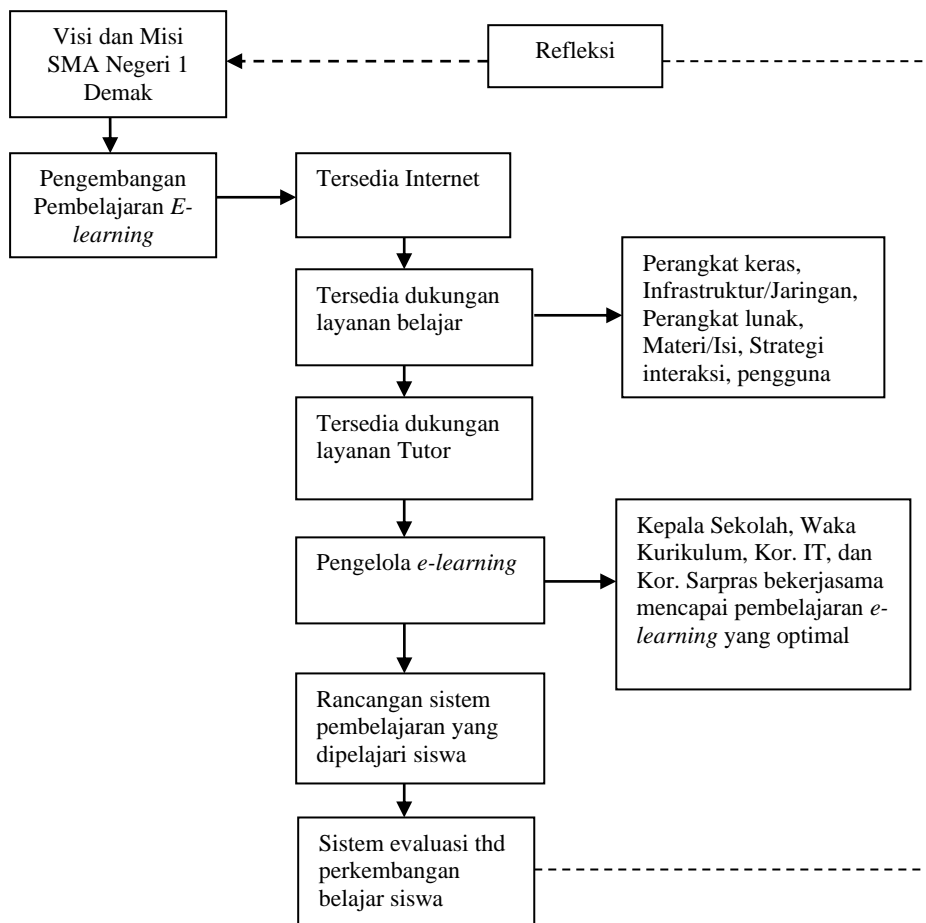 Visi dan Misi
SMA Negeri 1
Demak
Refleksi
Pengembangan
Pembelajaran E-
learning
Tersedia Internet
Tersedia dukungan
layanan belajar
Perangkat keras,
Infrastruktur/Jaringan,
Perangkat lunak,
Materi/Isi, Strategi
interaksi, pengguna
Tersedia dukungan
layanan Tutor
Pengelola e-learning
Kepala Sekolah, Waka
Kurikulum, Kor. IT, dan
Kor. Sarpras bekerjasama
mencapai pembelajaran e-
learning yang optimal
Rancangan sistem
pembelajaran yang
dipelajari siswa
Sistem evaluasi thd
perkembangan
belajar siswa